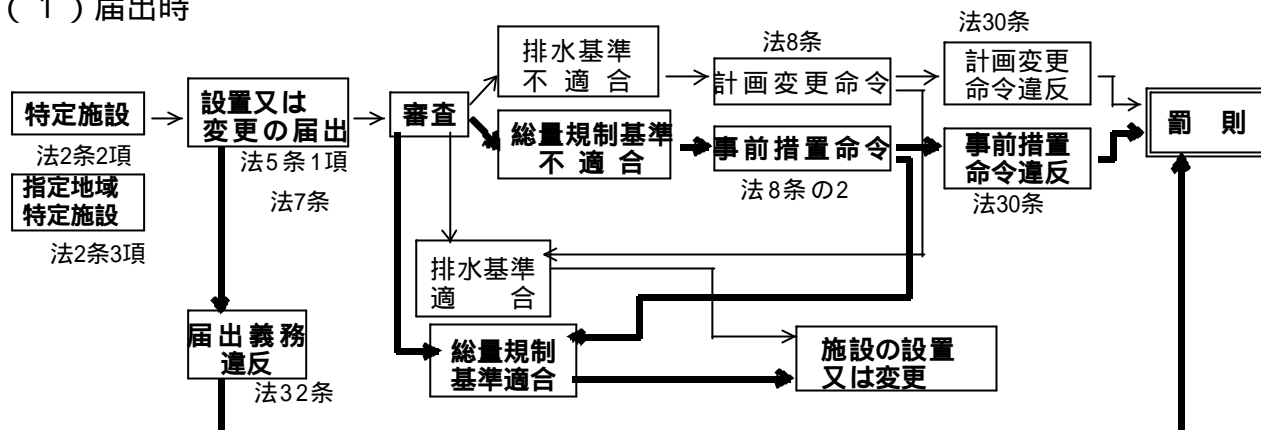 (1)届出時
特定施設
法2条2項
指定地域
特定施設
法2条3項
設置又は
変更の届出
法5条1項
法7条
届出義務
違反
法32条
審査
排水基準
不適合
総量規制基準
不適合
法8条
計画変更命令
事前措置命令
法8条の2
法30条
計画変更
命令違反
事前措置
命令違反
法30条
罰則
排水基準
適合
総量規制
基準適合
施設の設置
又は変更